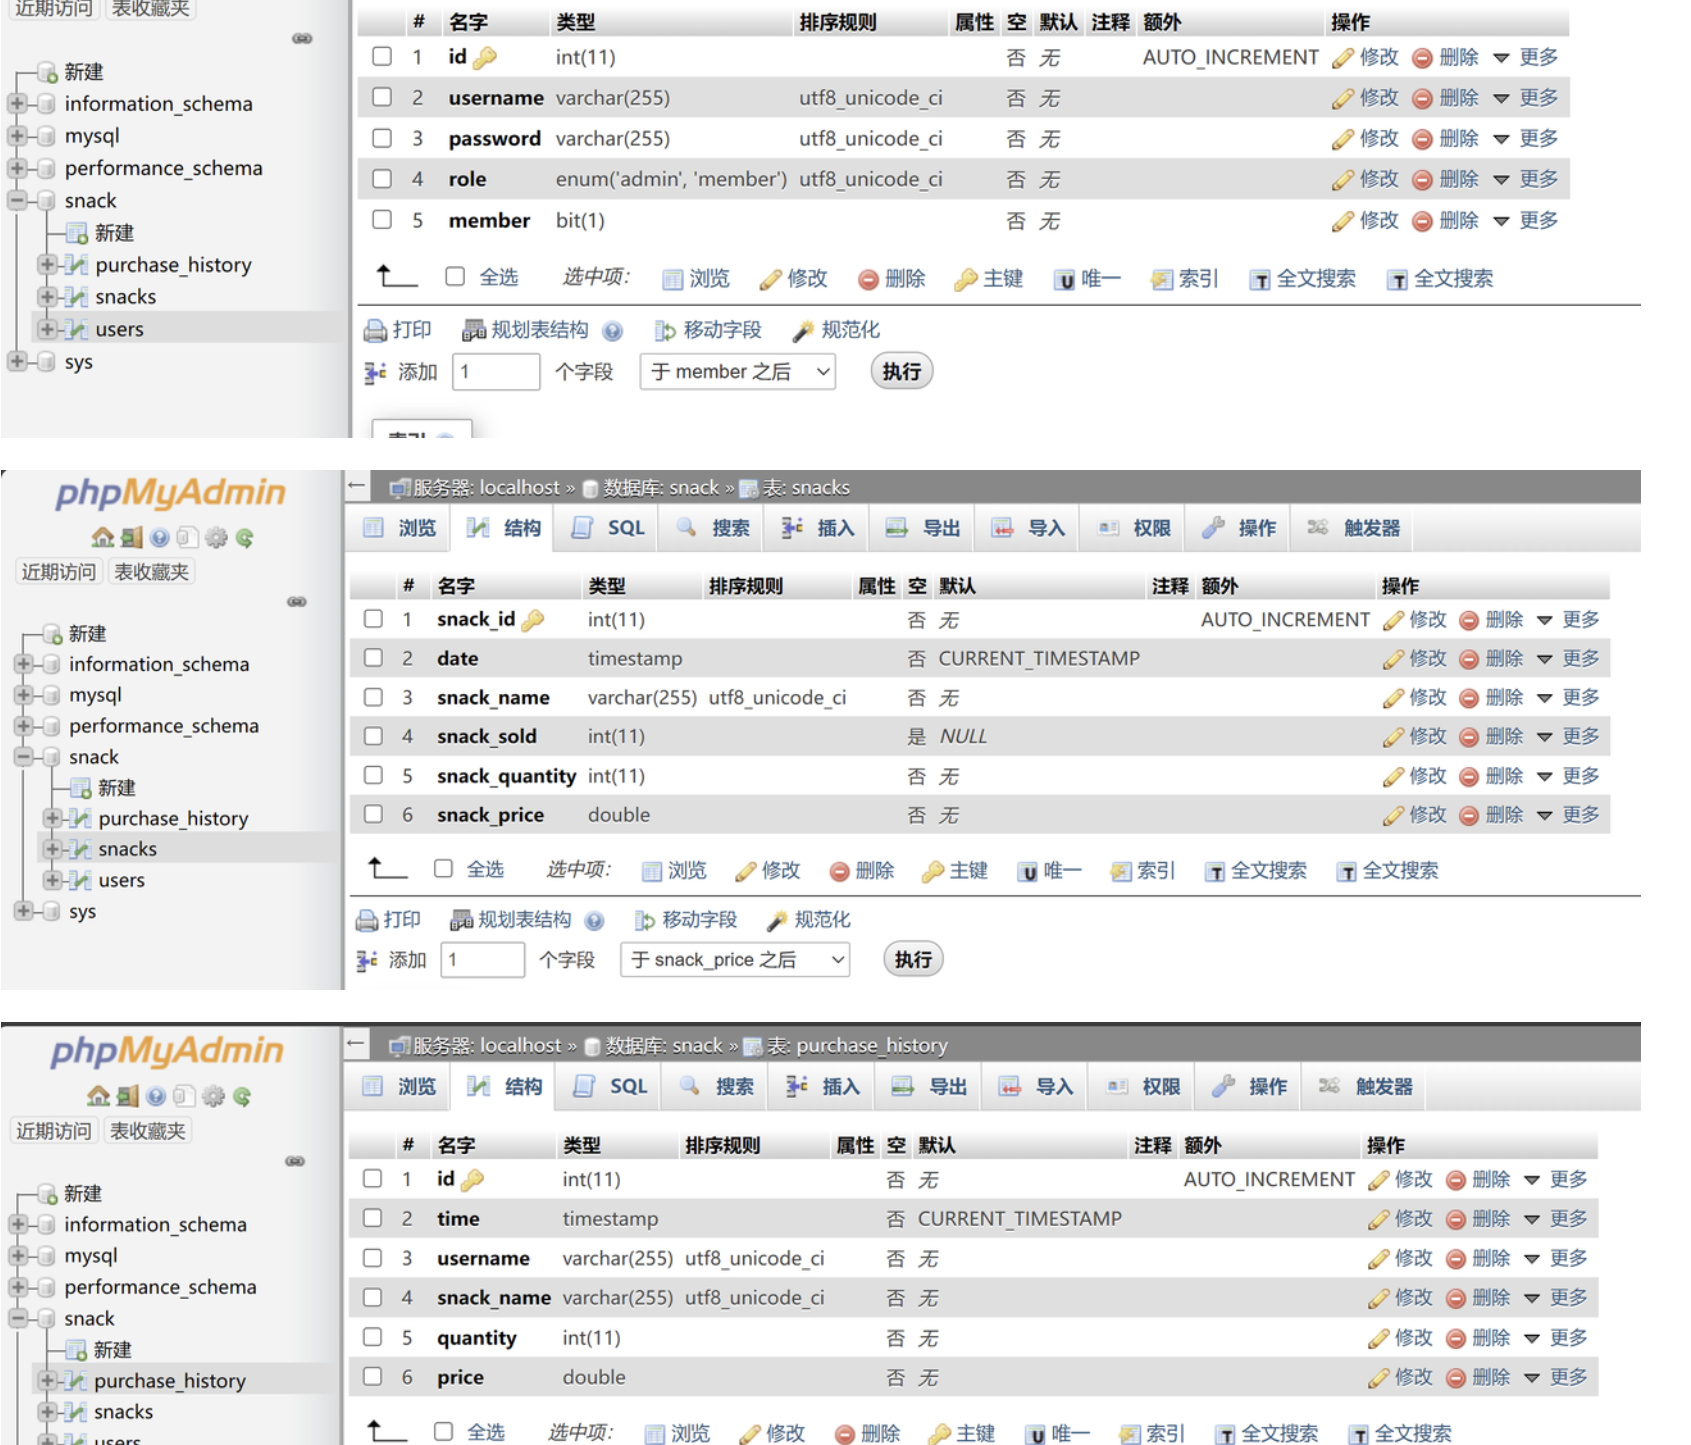 近期访问 表收藏夹
新建
information_schema
mysql
performance_schema
snack
新建
purchase_history
snacks
users
sys
# 名字 类型 排序规则 属性 空 默认 注释 额外 操作
1 id int(11) 否 无 AUTO_INCREMENT 修改 删除 更多
2 username varchar(255) utf8_unicode_ci 否 无 修改 删除 更多
3 password varchar(255) utf8_unicode_ci 否 无 修改 删除 更多
4 role enum('admin', 'member') utf8_unicode_ci 否 无 修改 删除 更多
5 member bit(1) 否 无 修改 删除 更多
全选 选中项: 浏览 修改 删除 主键 唯一 索引 全文搜索 全文搜索
打印 规划表结构 移动字段 规范化
添加 1 个字段 于 member 之后 执行
phpMyAdmin
近期访问 表收藏夹
新建
information_schema
mysql
performance_schema
snack
新建
purchase_history
snacks
users
sys
服务器: localhost » 数据库: snack » 表: snacks
浏览 结构 SQL 搜索 插入 导出 导入 权限 操作 触发器
# 名字 类型 排序规则 属性 空 默认 注释 额外 操作
1 snack_id int(11) 否 无 AUTO_INCREMENT 修改 删除 更多
2 date timestamp 否 CURRENT_TIMESTAMP 修改 删除 更多
3 snack_name varchar(255) utf8_unicode_ci 否 无 修改 删除 更多
4 snack_sold int(11) 是 NULL 修改 删除 更多
5 snack_quantity int(11) 否 无 修改 删除 更多
6 snack_price double 否 无 修改 删除 更多
全选 选中项: 浏览 修改 删除 主键 唯一 索引 全文搜索 全文搜索
打印 规划表结构 移动字段 规范化
添加 1 个字段 于 snack_price 之后 执行
phpMyAdmin
近期访问 表收藏夹
新建
information_schema
mysql
performance_schema
snack
新建
purchase_history
snacks
users
服务器: localhost » 数据库: snack » 表: purchase_history
浏览 结构 SQL 搜索 插入 导出 导入 权限 操作 触发器
# 名字 类型 排序规则 属性 空 默认 注释 额外 操作
1 id int(11) 否 无 AUTO_INCREMENT 修改 删除 更多
2 time timestamp 否 CURRENT_TIMESTAMP 修改 删除 更多
3 username varchar(255) utf8_unicode_ci 否 无 修改 删除 更多
4 snack_name varchar(255) utf8_unicode_ci 否 无 修改 删除 更多
5 quantity int(11) 否 无 修改 删除 更多
6 price double 否 无 修改 删除 更多
全选 选中项: 浏览 修改 删除 主键 唯一 索引 全文搜索 全文搜索